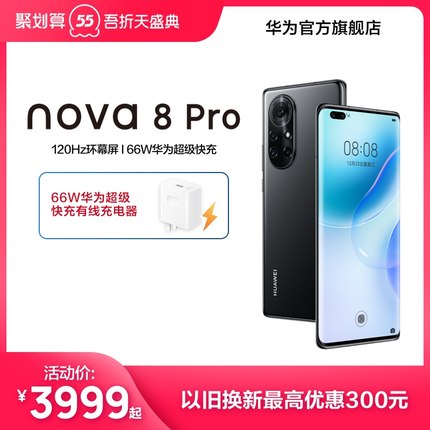 聚划算 55 吾折天盛典
华为官方旗舰店
nova 8 Pro
120Hz环幕屏 | 66W华为超级快充
66W华为超级
快充有线充电器
HUAWEI
08:08
活动价:
¥3999起
以旧换新最高优惠300元